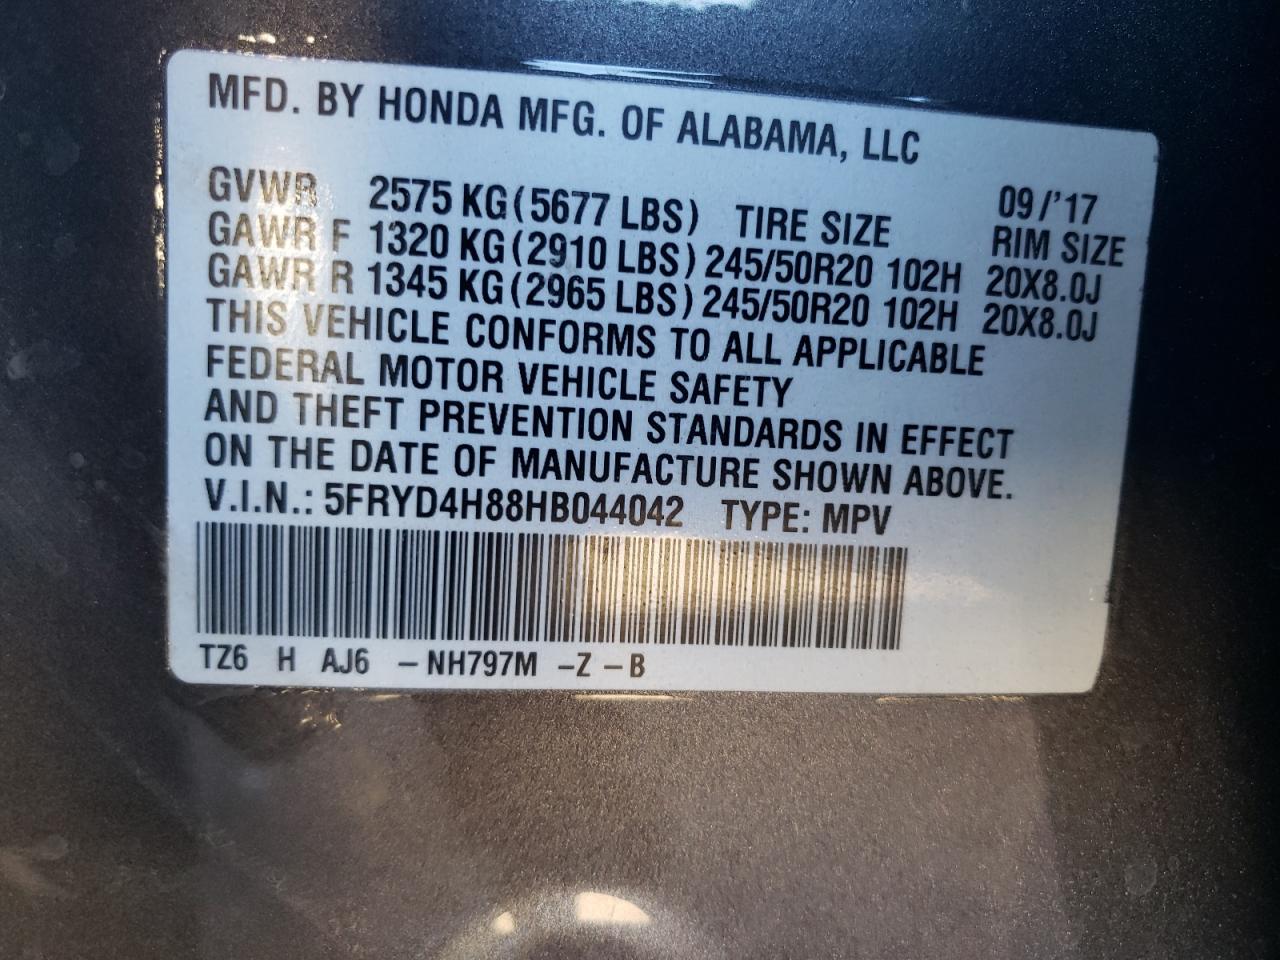 MFD. BY HONDA MFG. OF ALABAMA, LLC
09/'17
GVWR 2575 KG(5677 LBS) TIRE SIZE RIM SIZE
GAWR F 1320 KG(2910 LBS) 245/50R20 102H 20X8.0J
GAWR R 1345 KG(2965 LBS) 245/50R20 102H 20X8.0J
THIS VEHICLE CONFORMS TO ALL APPLICABLE
FEDERAL MOTOR VEHICLE SAFETY
AND THEFT PREVENTION STANDARDS IN EFFECT
ON THE DATE OF MANUFACTURE SHOWN ABOVE.
V.I.N.: 5FRYD4H88HB044042 TYPE: MPV
TZ6 H AJ6 -NH797M -Z -B